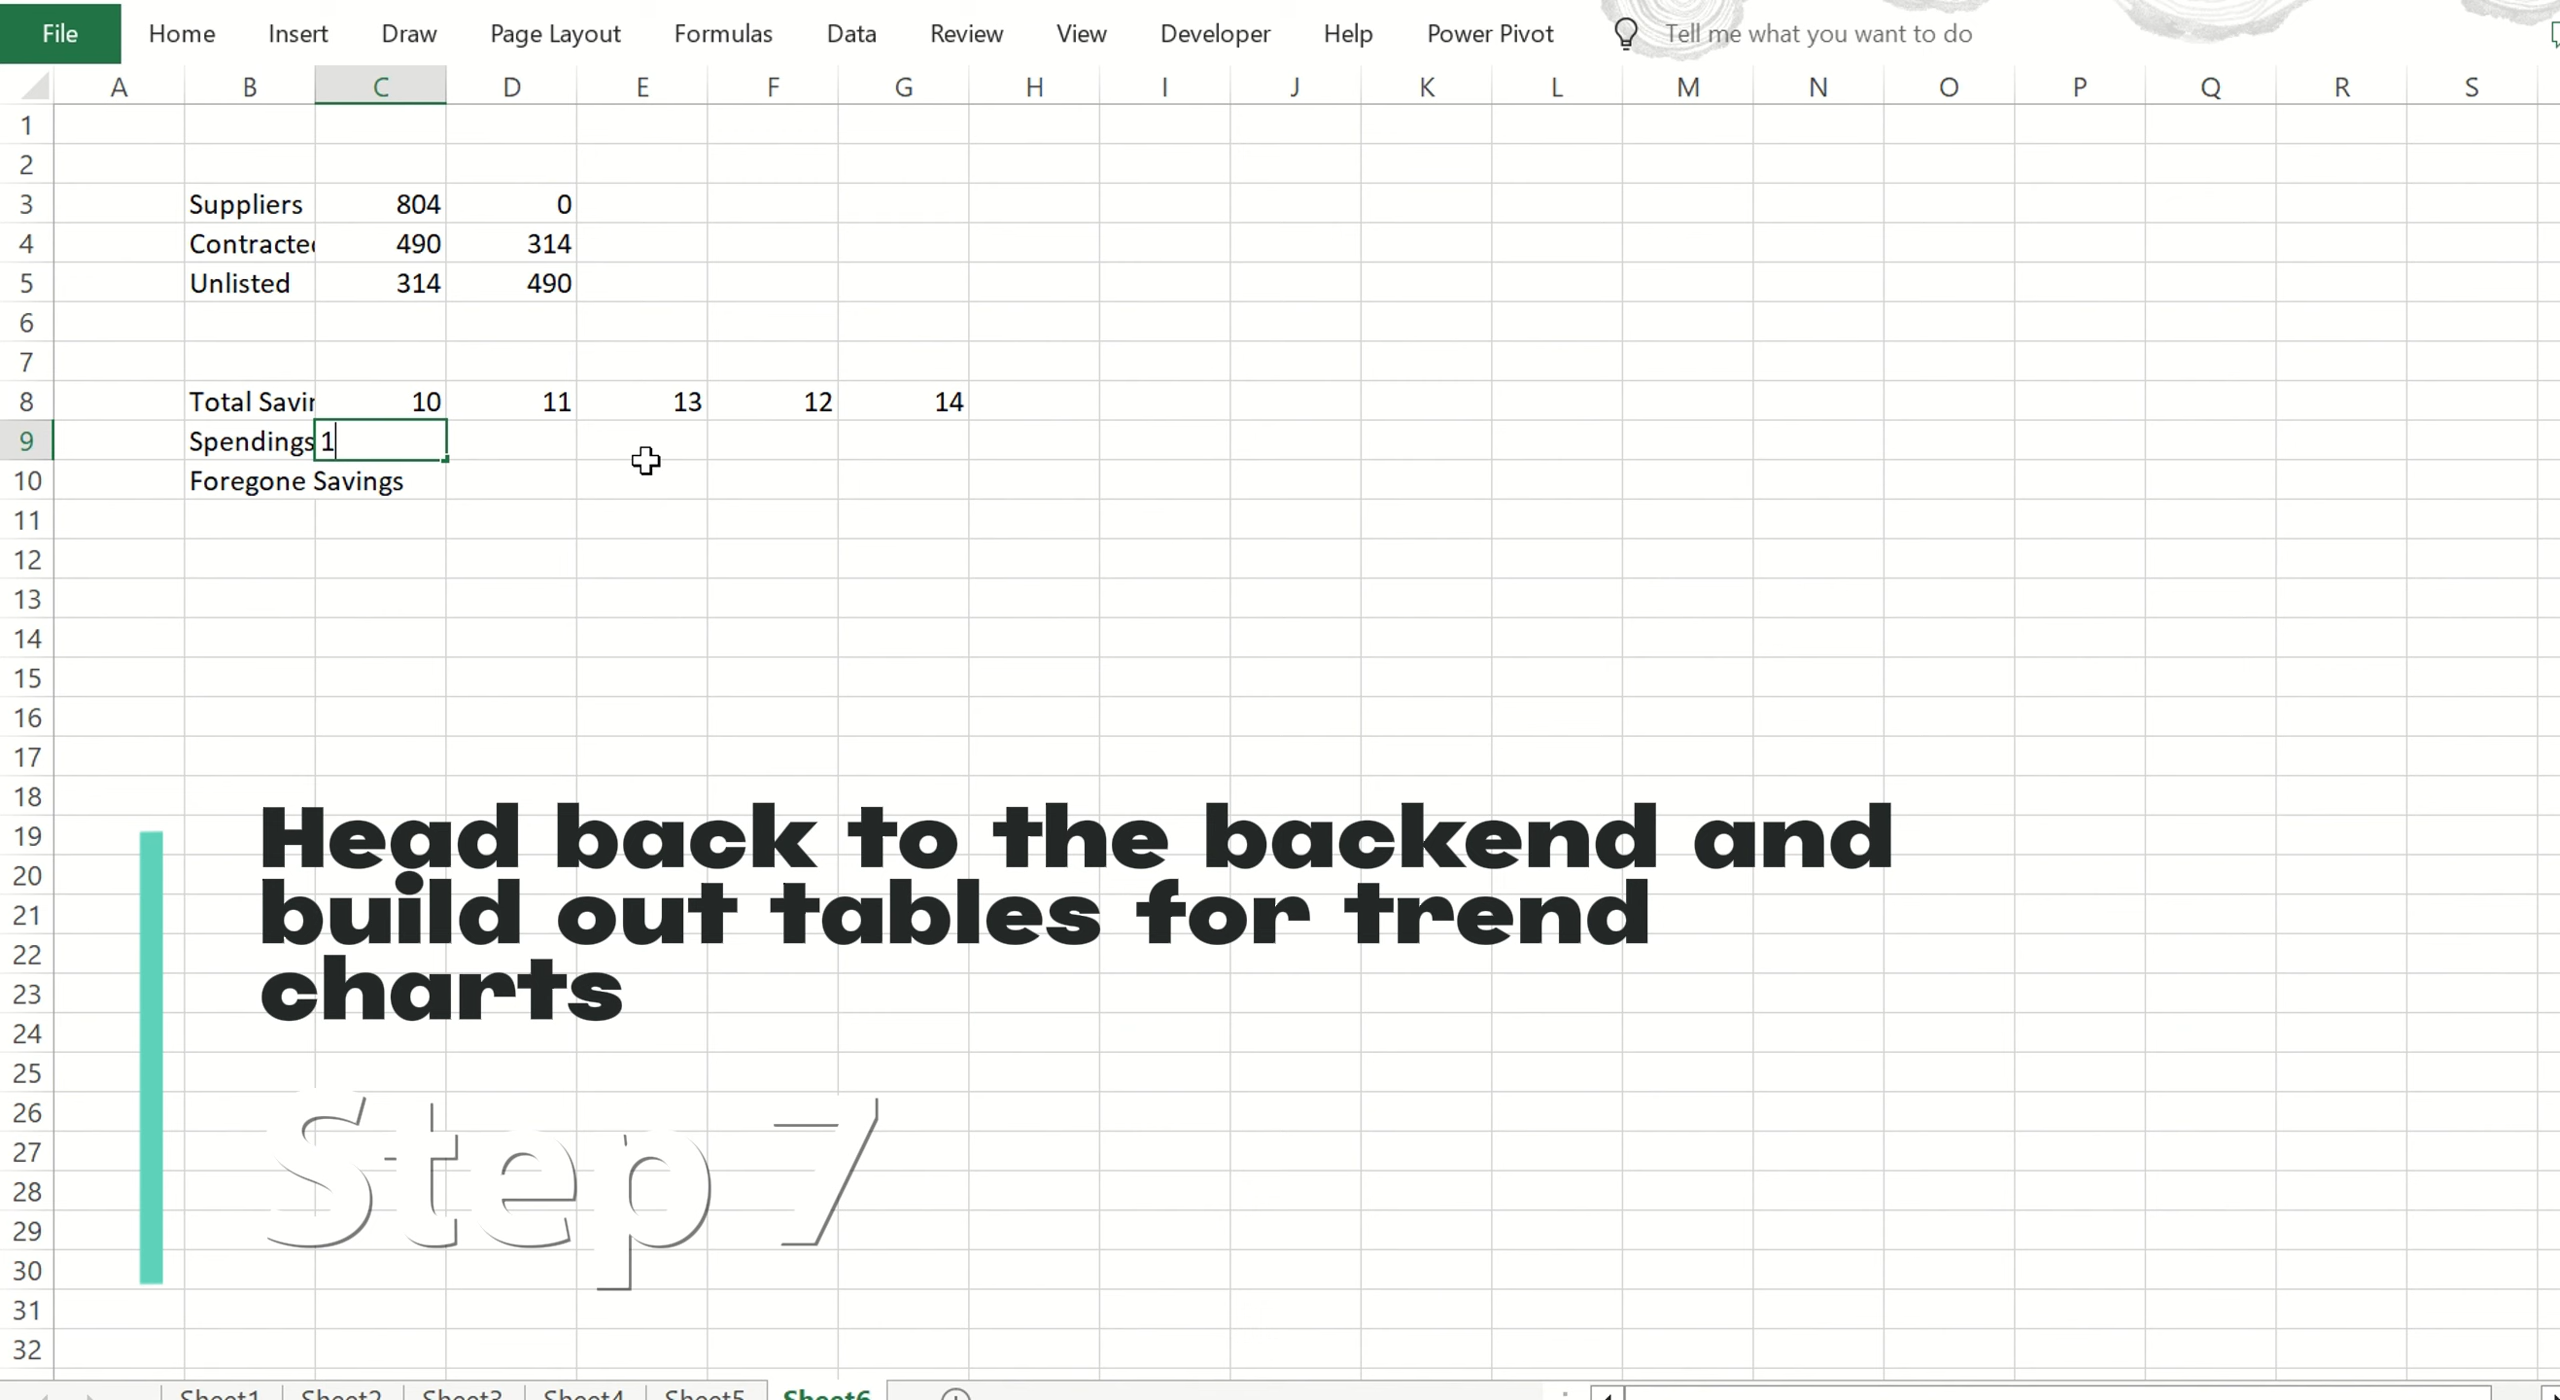 File Home Insert Draw Page Layout Formulas Data Review View Developer Help Power Pivot Tell me what you want to do
A B C D E F G H I J K L M N O P Q R S
1
2
3 Suppliers 804 0
4 Contracted 490 314
5 Unlisted 314 490
6
7
8 Total Savin 10 11 13 12 14
9 Spendings 1
10 Foregone Savings
11
12
13
14
15
16
17
18
19
20
21
22
23
24
25
26
27
28
29
30
31
32
Head back to the backend and
build out tables for trend
charts
Step 7
Sheet1 Sheet2 Sheet3 Sheet4 Sheet5 Sheet6